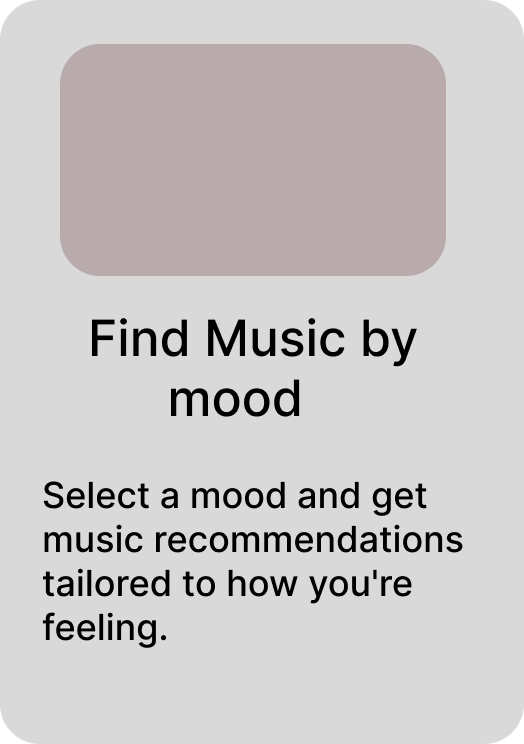 Find Music by
mood
Select a mood and get
music recommendations
tailored to how you're
feeling.